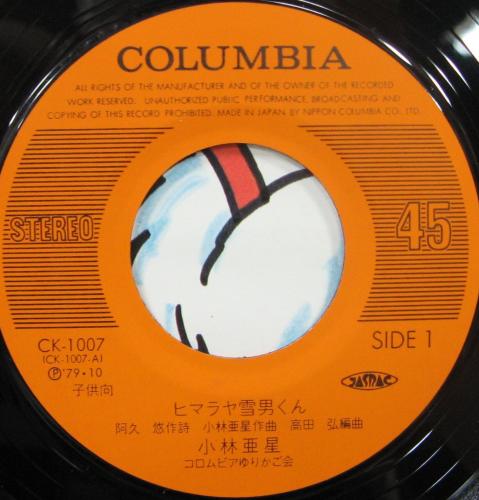 COLUMBIA
ALL RIGHTS OF THE MANUFACTURER AND OF THE OWNER OF THE RECORDED
WORK RESERVED. UNAUTHORIZED PUBLIC PERFORMANCE, BROADCASTING AND
COPYING OF THIS RECORD PROHIBITED. MADE IN JAPAN BY NIPPON COLUMBIA CO., LTD.
STEREO
45
CK-1007
(CK-1007-A)
Ⓟ'79・10
子供向
SIDE 1
JASRAC
ヒマラヤ雪男くん
阿久 悠作詩 小林亜星作曲 高田 弘編曲
小林亜星
コロムビアゆりかご会